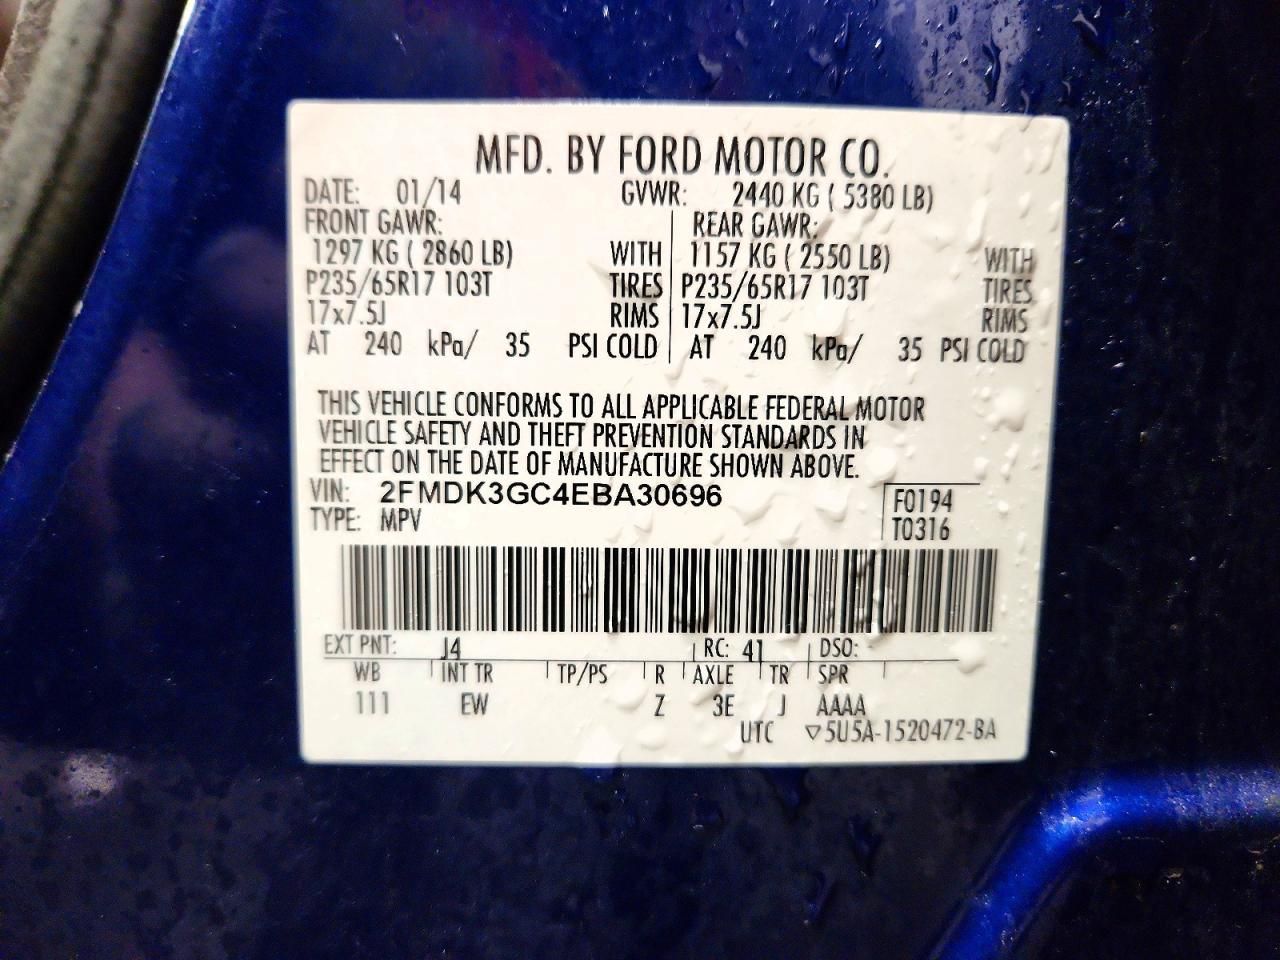 MFD. BY FORD MOTOR CO.
DATE: 01/14 GVWR: 2440 KG ( 5380 LB)
FRONT GAWR: REAR GAWR:
1297 KG ( 2860 LB) WITH 1157 KG ( 2550 LB) WITH
P235/65R17 103T TIRES P235/65R17 103T TIRES
17x7.5J RIMS 17x7.5J RIMS
AT 240 kPa/ 35 PSI COLD AT 240 kPa/ 35 PSI COLD
THIS VEHICLE CONFORMS TO ALL APPLICABLE FEDERAL MOTOR
VEHICLE SAFETY AND THEFT PREVENTION STANDARDS IN
EFFECT ON THE DATE OF MANUFACTURE SHOWN ABOVE.
VIN: 2FMDK3GC4EBA30696 F0194
TYPE: MPV T0316
EXT PNT: J4 RC: 41 DSO:
WB INT TR TP/PS R AXLE TR SPR
111 EW Z 3E J AAAA
UTC ▽5U5A-1520472-BA